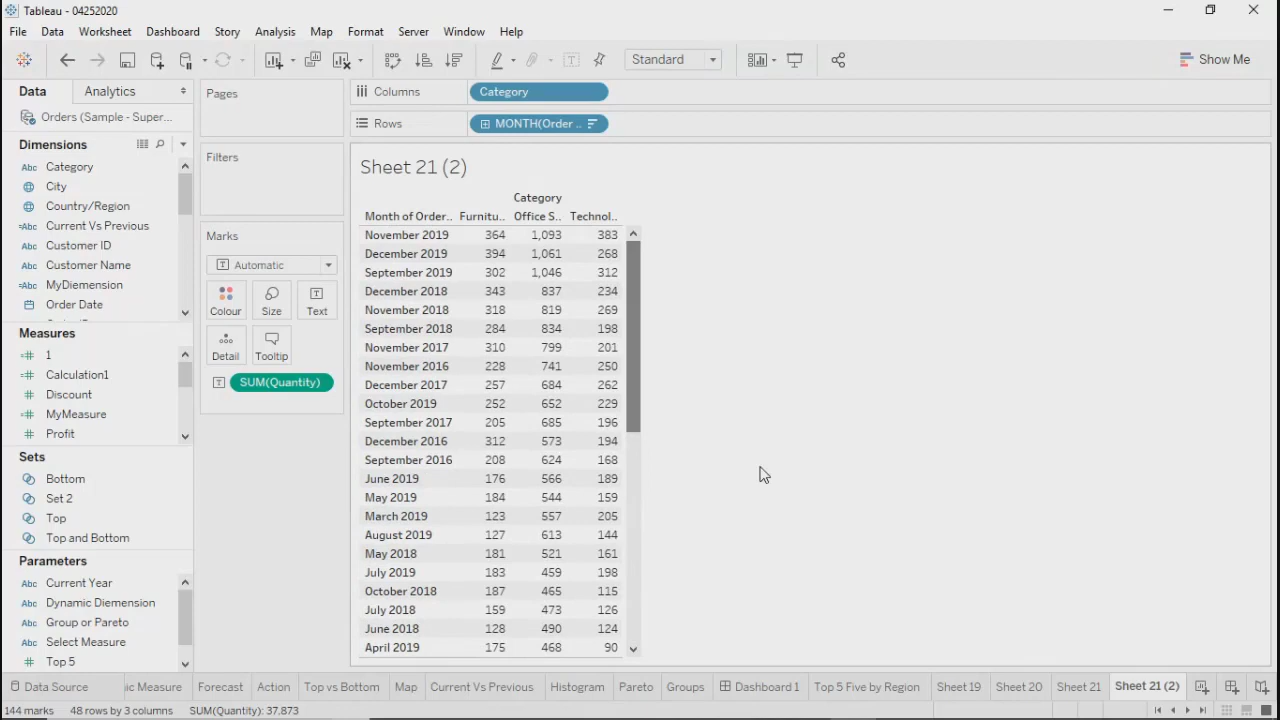 Tableau - 04252020
File Data Worksheet Dashboard Story Analysis Map Format Server Window Help
Standard
Show Me
Data Analytics
Orders (Sample - Super...
Dimensions
Abc Category
City
Country/Region
=Abc Current Vs Previous
Abc Customer ID
Abc Customer Name
=Abc MyDiemension
Order Date
Measures
1
Calculation1
Discount
MyMeasure
Profit
Sets
Bottom
Set 2
Top
Top and Bottom
Parameters
Abc Current Year
Abc Dynamic Diemension
Abc Group or Pareto
Abc Select Measure
# Top 5
Pages
Filters
Marks
Automatic
Colour Size Text
Detail Tooltip
SUM(Quantity)
Columns Category
Rows MONTH(Order ..
Sheet 21 (2)
Category
Month of Order.. Furnitu.. Office S.. Technol..
November 2019 364 1,093 383
December 2019 394 1,061 268
September 2019 302 1,046 312
December 2018 343 837 234
November 2018 318 819 269
September 2018 284 834 198
November 2017 310 799 201
November 2016 228 741 250
December 2017 257 684 262
October 2019 252 652 229
September 2017 205 685 196
December 2016 312 573 194
September 2016 208 624 168
June 2019 176 566 189
May 2019 184 544 159
March 2019 123 557 205
August 2019 127 613 144
May 2018 181 521 161
July 2019 183 459 198
October 2018 187 465 115
July 2018 159 473 126
June 2018 128 490 124
April 2019 175 468 90
Data Source ic Measure Forecast Action Top vs Bottom Map Current Vs Previous Histogram Pareto Groups Dashboard 1 Top 5 Five by Region Sheet 19 Sheet 20 Sheet 21 Sheet 21 (2)
144 marks 48 rows by 3 columns SUM(Quantity): 37,873